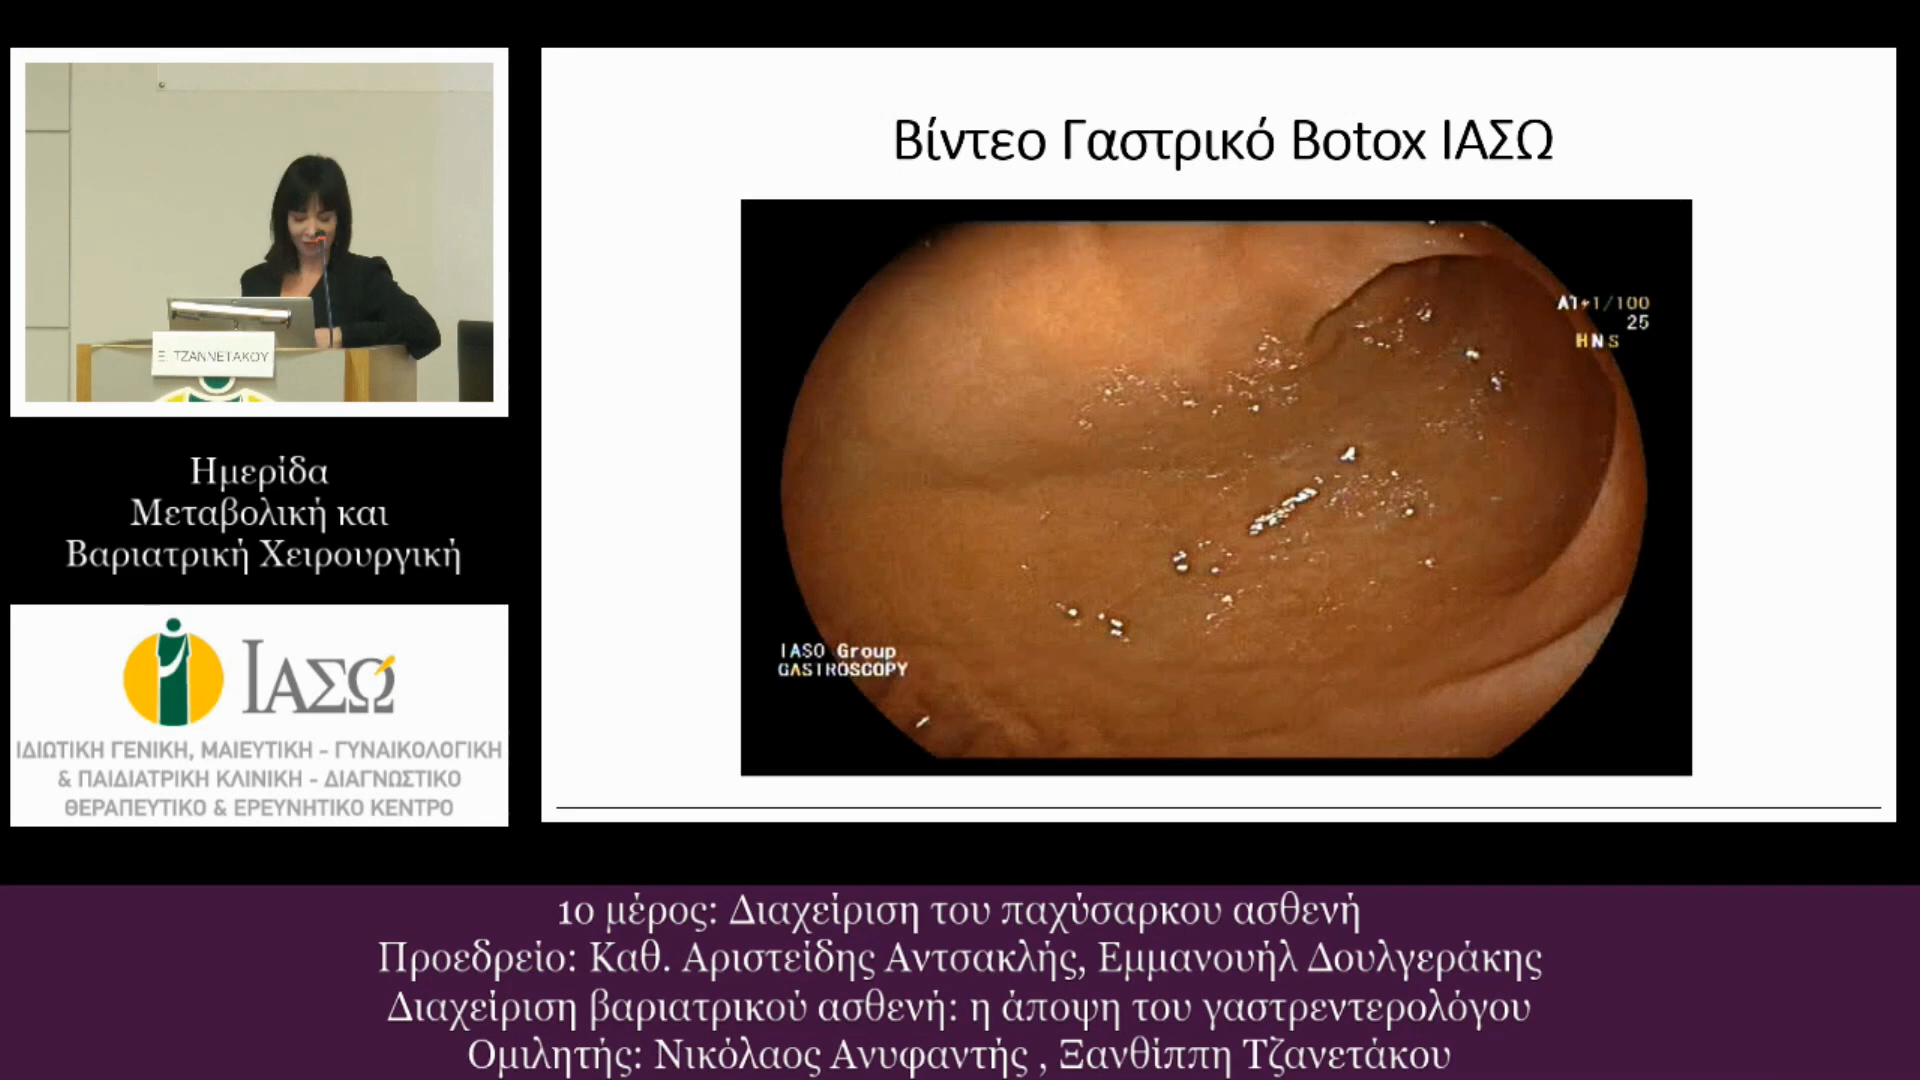 Ξ. ΤΖΑΝΝΕΤΑΚΟΥ
Ημερίδα
Μεταβολική και
Βαριατρική Χειρουργική
ΙΑΣΩ
ΙΔΙΩΤΙΚΗ ΓΕΝΙΚΗ, ΜΑΙΕΥΤΙΚΗ - ΓΥΝΑΙΚΟΛΟΓΙΚΗ
& ΠΑΙΔΙΑΤΡΙΚΗ ΚΛΙΝΙΚΗ - ΔΙΑΓΝΩΣΤΙΚΟ
ΘΕΡΑΠΕΥΤΙΚΟ & ΕΡΕΥΝΗΤΙΚΟ ΚΕΝΤΡΟ
Βίντεο Γαστρικό Botox ΙΑΣΩ
A1+1/100
25
HNS
IASO Group
GASTROSCOPY
1ο μέρος: Διαχείριση του παχύσαρκου ασθενή
Προεδρείο: Καθ. Αριστείδης Αντσακλής, Εμμανουήλ Δουλγεράκης
Διαχείριση βαριατρικού ασθενή: η άποψη του γαστρεντερολόγου
Ομιλητής: Νικόλαος Ανυφαντής , Ξανθίππη Τζανετάκου